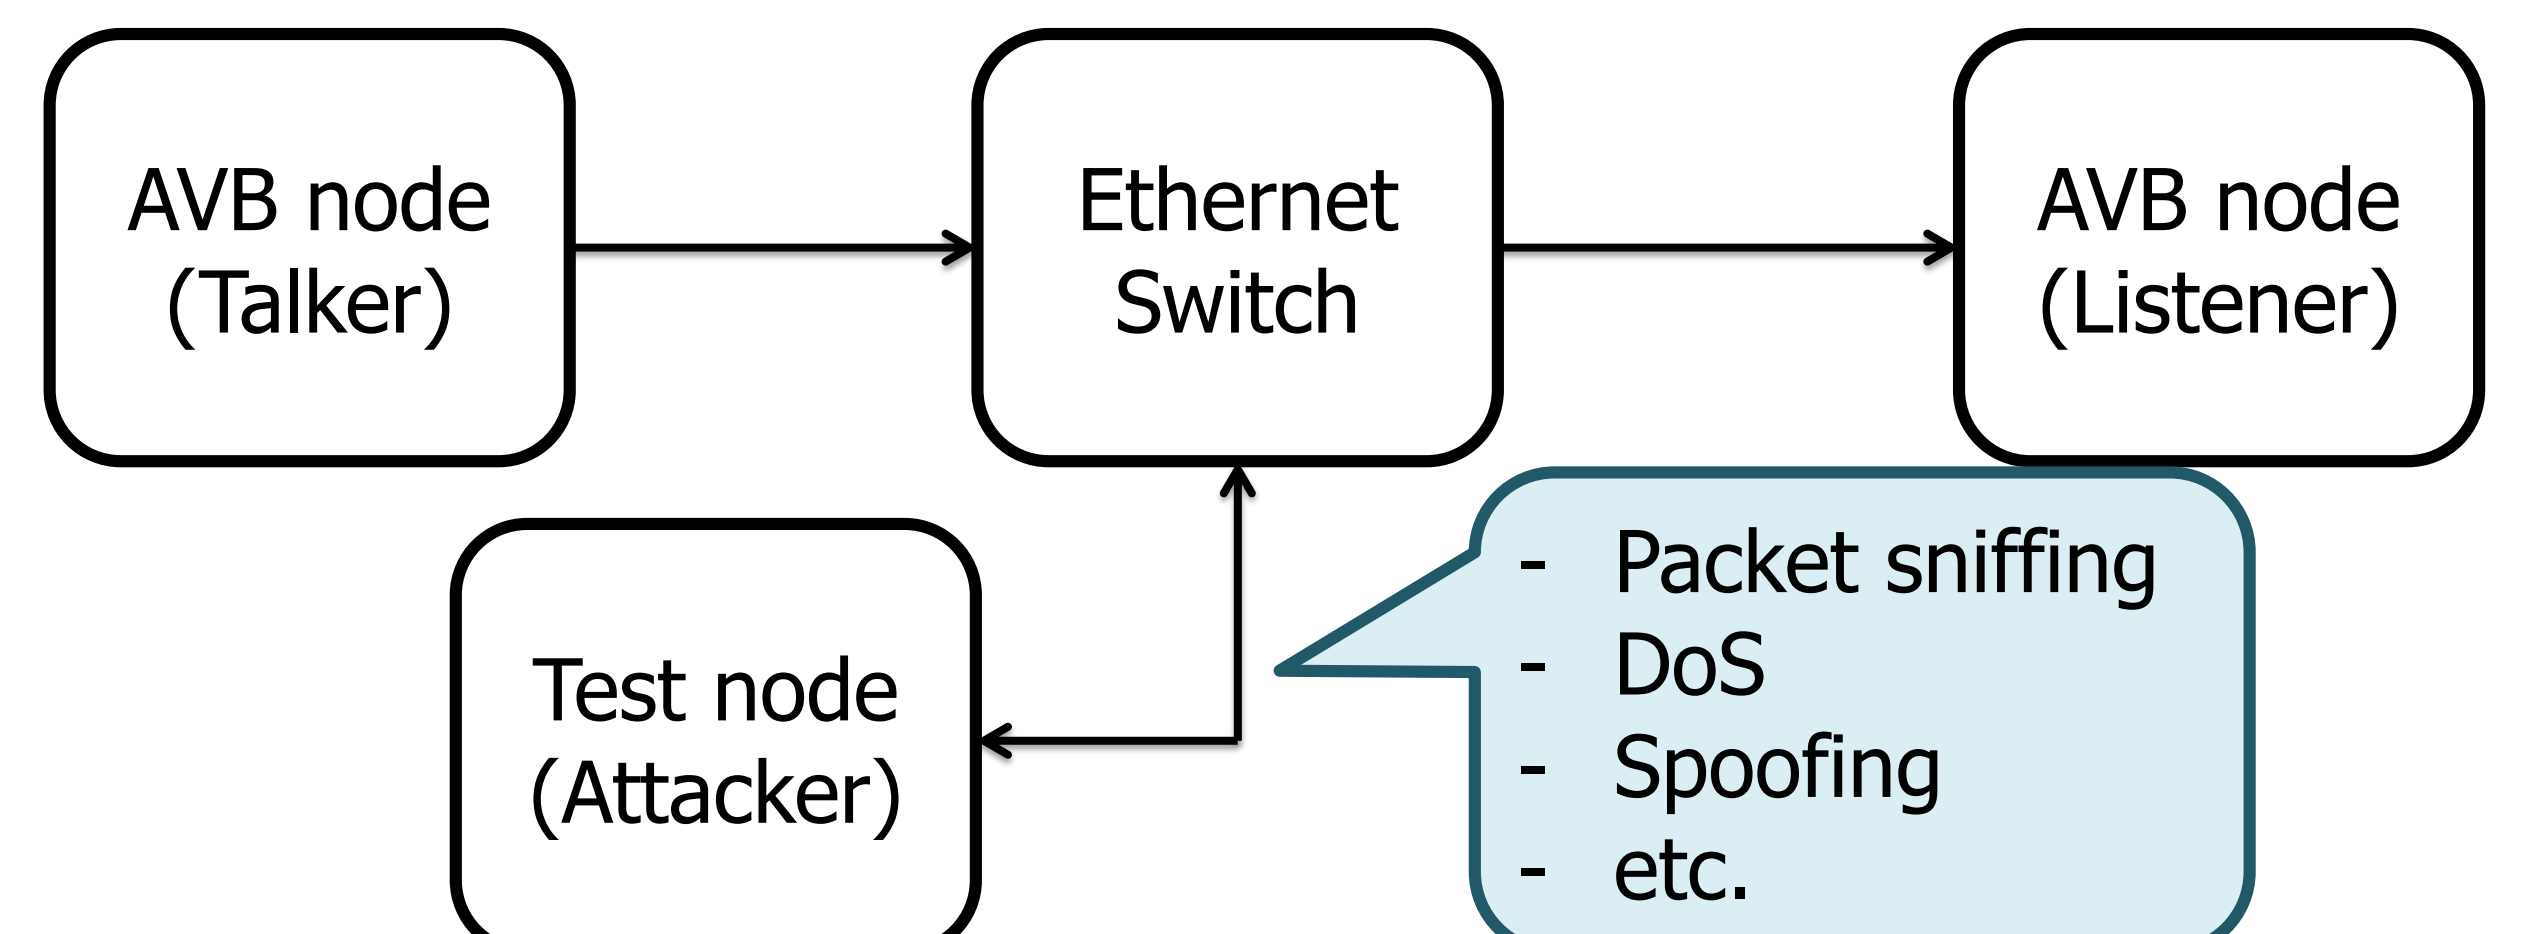 AVB node
(Talker)
Ethernet
Switch
AVB node
(Listener)
Test node
(Attacker)
- Packet sniffing
- DoS
- Spoofing
- etc.